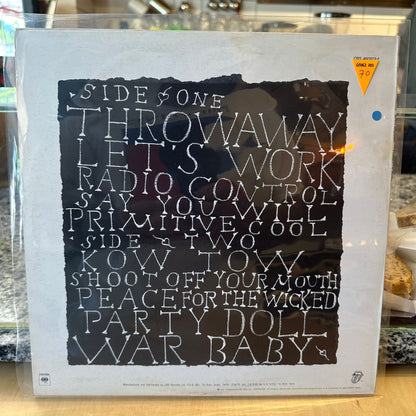 SIDE ONE
THROWAWAY
LET'S WORK
RADIO CONTROL
SAY YOU WILL
PRIMITIVE COOL
SIDE TWO
KOW TOW
SHOOT OFF YOUR MOUTH
PEACE FOR THE WICKED
PARTY DOLL
WAR BABY
70